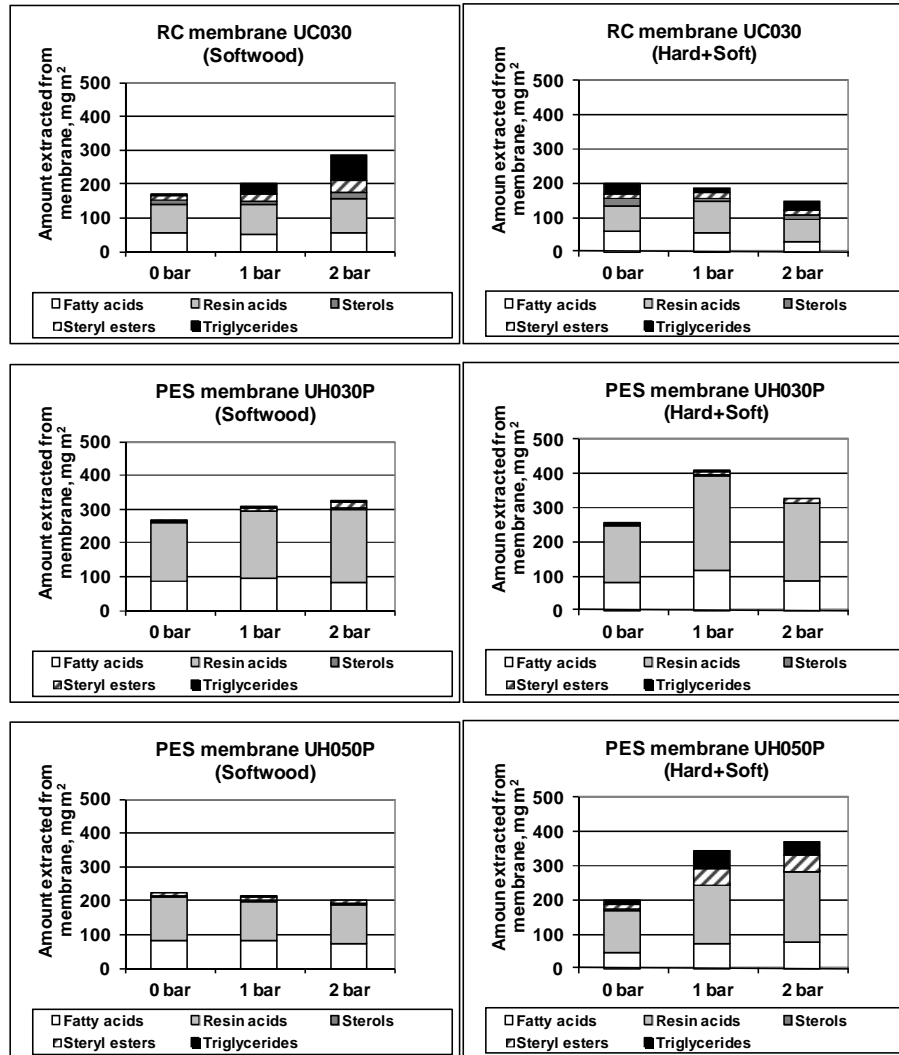 RC membrane UC030
(Softwood)
Amount extracted from
membrane, mg m²
500
400
300
200
100
0
0 bar 1 bar 2 bar
Fatty acids Resin acids Sterols
Steryl esters Triglycerides
RC membrane UC030
(Hard+Soft)
Amoun extracted from
membrane, mg m²
500
400
300
200
100
0
0 bar 1 bar 2 bar
Fatty acids Resin acids Sterols
Steryl esters Triglycerides
PES membrane UH030P
(Softwood)
Amount extracted from
membrane, mg m²
500
400
300
200
100
0
0 bar 1 bar 2 bar
Fatty acids Resin acids Sterols
Steryl esters Triglycerides
PES membrane UH030P
(Hard+Soft)
Amoun extracted from
membrane, mg m²
500
400
300
200
100
0
0 bar 1 bar 2 bar
Fatty acids Resin acids Sterols
Steryl esters Triglycerides
PES membrane UH050P
(Softwood)
Amount extracted from
membrane, mg m²
500
400
300
200
100
0
0 bar 1 bar 2 bar
Fatty acids Resin acids Sterols
Steryl esters Triglycerides
PES membrane UH050P
(Hard+Soft)
Amoun extracted from
membrane, mg m²
500
400
300
200
100
0
0 bar 1 bar 2 bar
Fatty acids Resin acids Sterols
Steryl esters Triglycerides